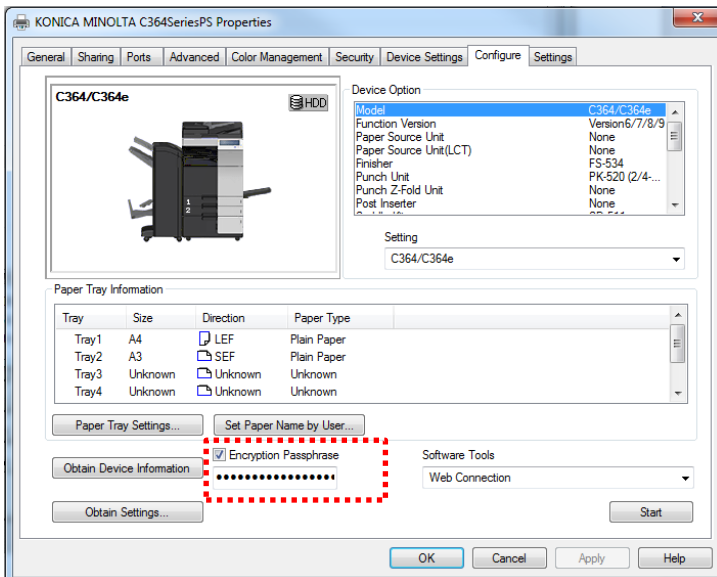 KONICA MINOLTA C364SeriesPS Properties
General Sharing Ports Advanced Color Management Security Device Settings Configure Settings
C364/C364e
HDD
1
2
Device Option
Model C364/C364e
Function Version Version6/7/8/9
Paper Source Unit None
Paper Source Unit(LCT) None
Finisher FS-534
Punch Unit PK-520 (2/4-...
Punch Z-Fold Unit None
Post Inserter None
Setting
C364/C364e
Paper Tray Information
Tray Size Direction Paper Type
Tray1 A4 LEF Plain Paper
Tray2 A3 SEF Plain Paper
Tray3 Unknown Unknown Unknown
Tray4 Unknown Unknown Unknown
Paper Tray Settings... Set Paper Name by User...
Obtain Device Information
Encryption Passphrase
•••••••••••••••••
Software Tools
Web Connection
Obtain Settings... Start
OK Cancel Apply Help